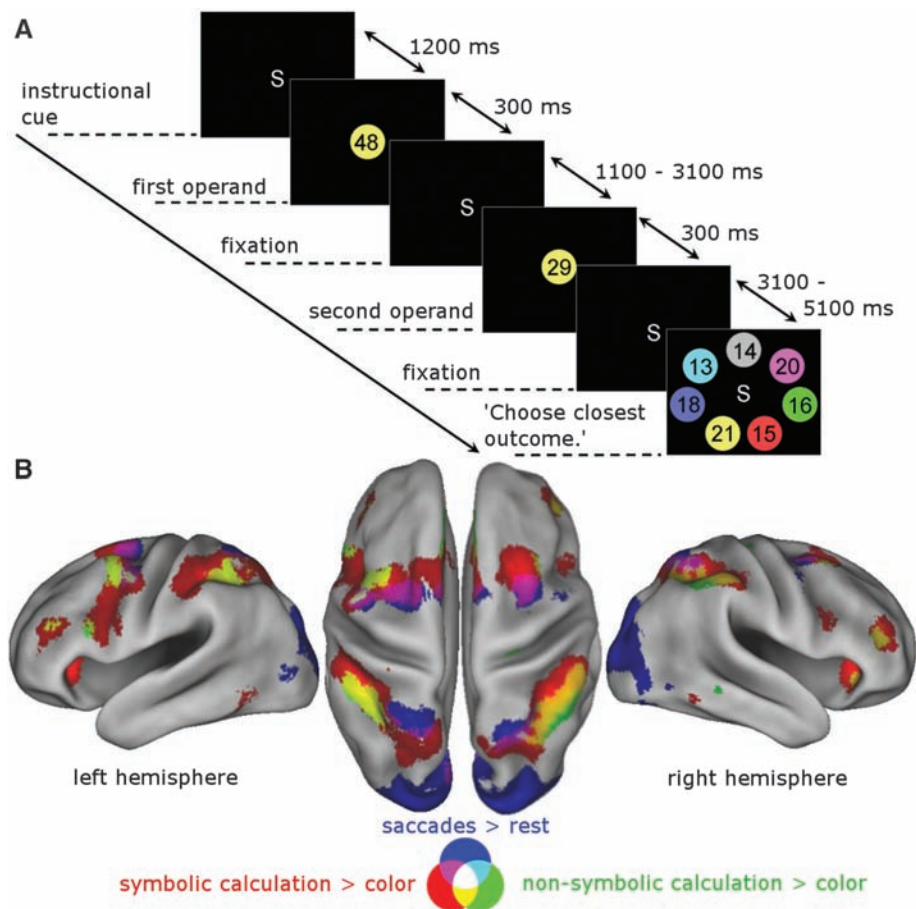 A
S
1200 ms
instructional
cue
48
300 ms
first operand
S
1100 - 3100 ms
fixation
29
300 ms
second operand
S
3100 -
5100 ms
fixation
14
13
20
S
18
16
21
15
'Choose closest
outcome.'
B
left hemisphere
right hemisphere
saccades > rest
symbolic calculation > color
non-symbolic calculation > color